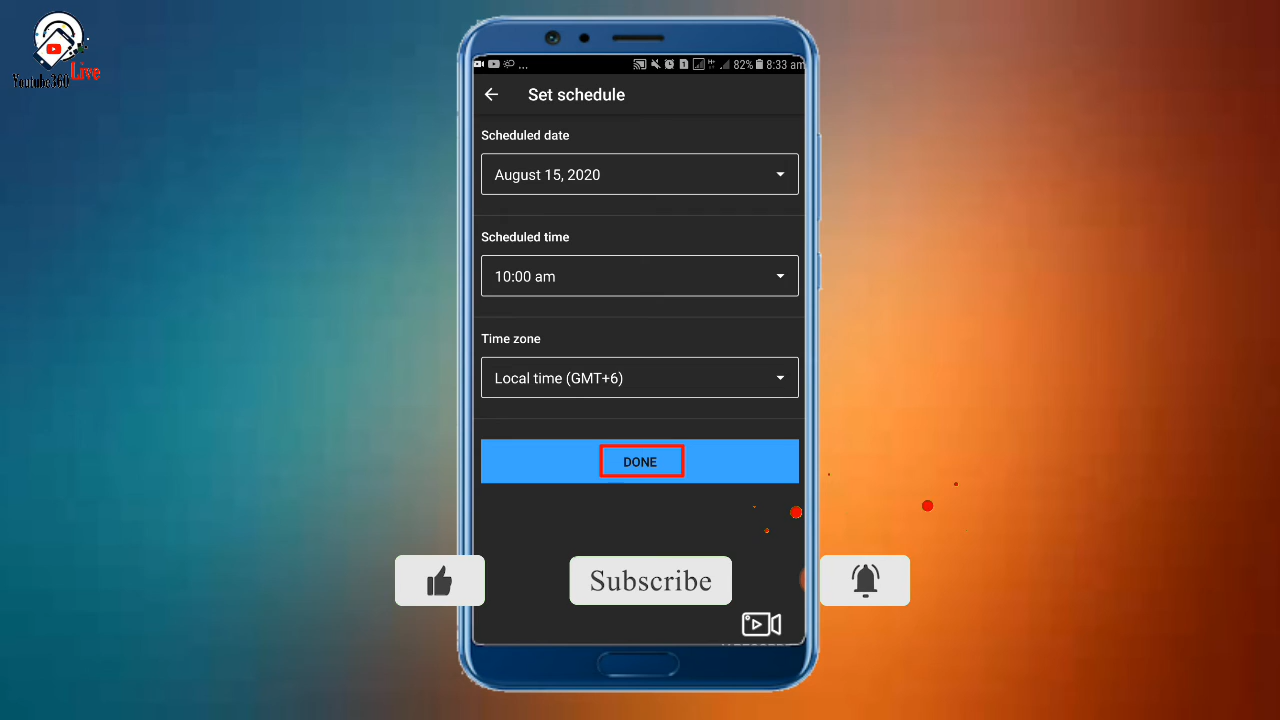 Youtube360 Live
... 82% 8:33 am
Set schedule
Scheduled date
August 15, 2020
Scheduled time
10:00 am
Time zone
Local time (GMT+6)
DONE
Subscribe